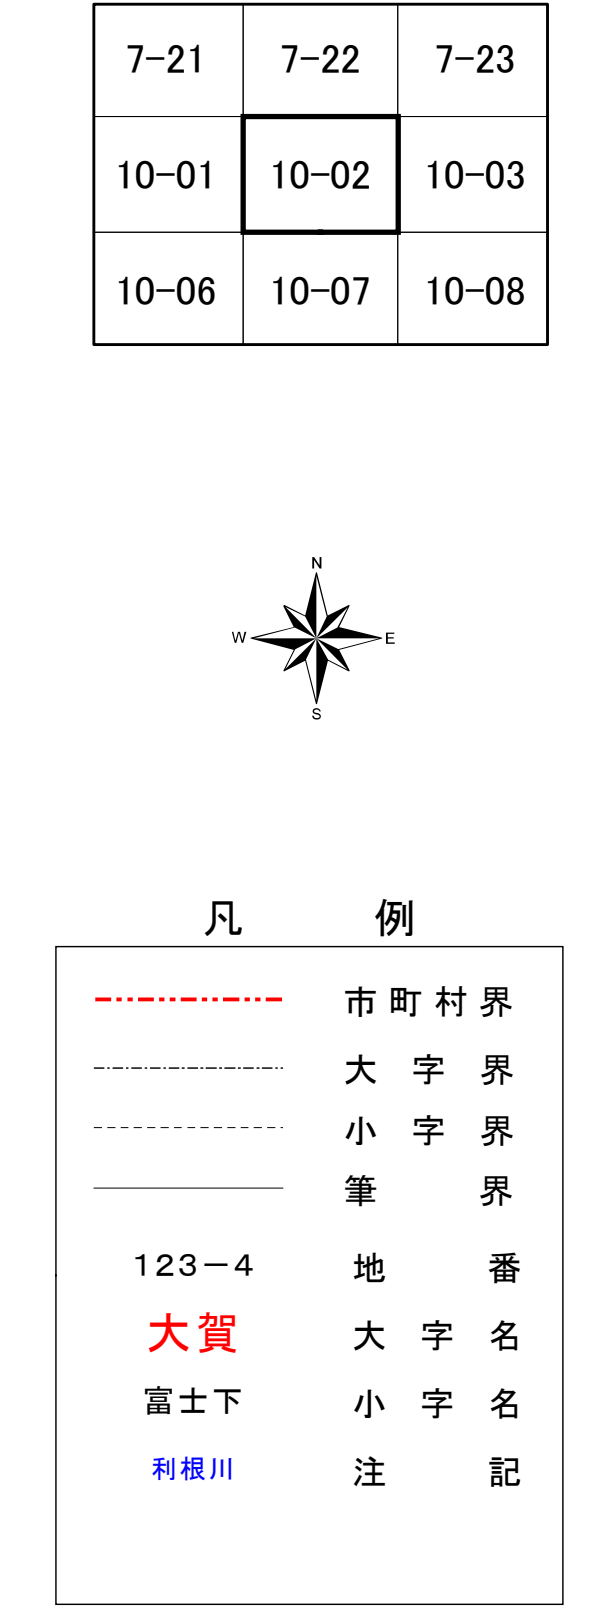 7-21 7-22 7-23
10-01 10-02 10-03
10-06 10-07 10-08
N
W E
S
凡例
市町村界
大字界
小字界
筆界
123-4 地番
大賀 大字名
富士下 小字名
利根川 注記